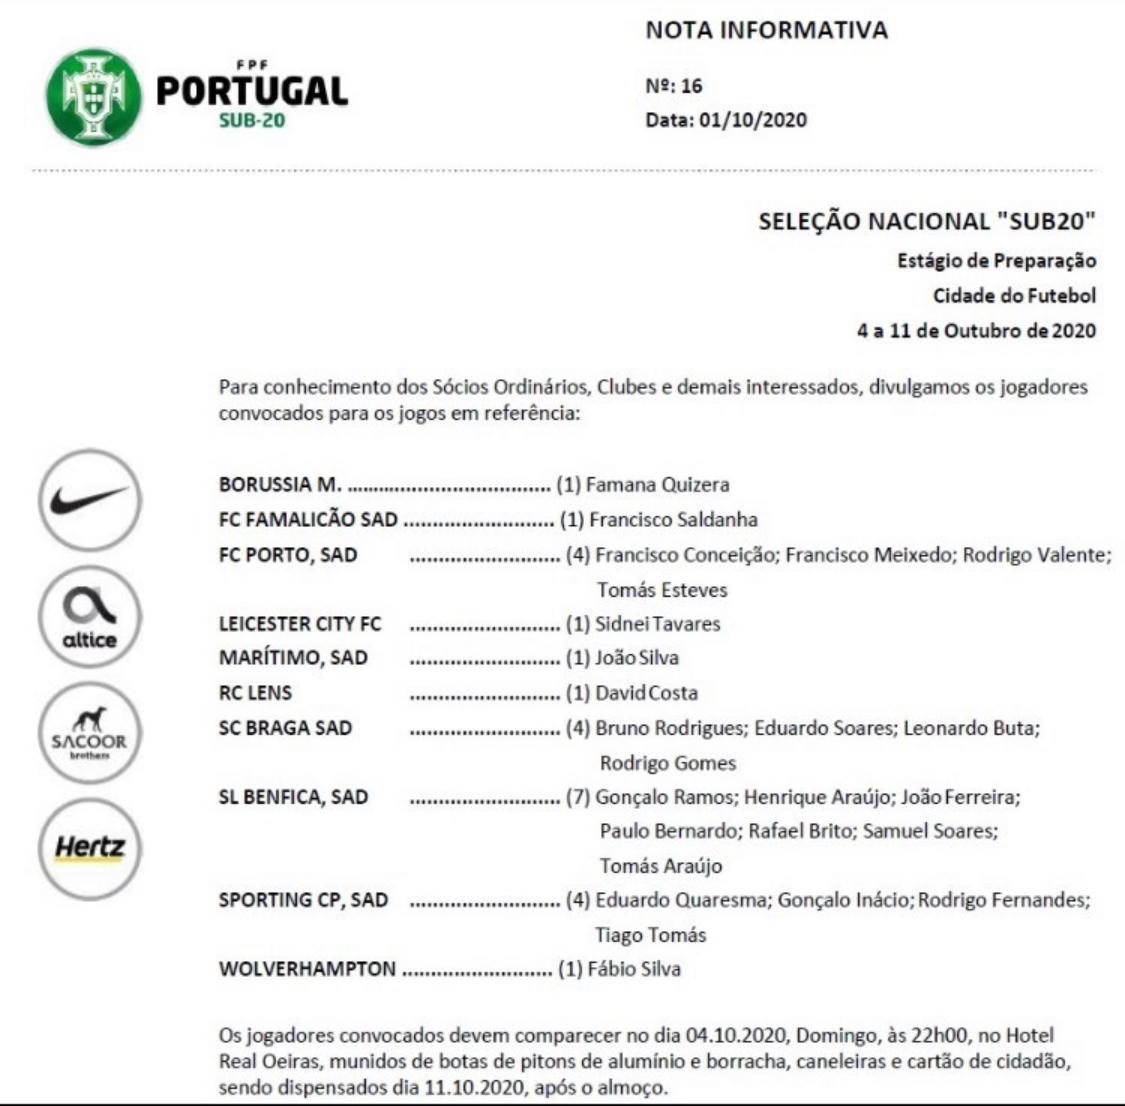 NOTA INFORMATIVA
FPF
PORTUGAL
SUB-20
Nº: 16
Data: 01/10/2020
SELEÇÃO NACIONAL "SUB20"
Estágio de Preparação
Cidade do Futebol
4 a 11 de Outubro de 2020
Para conhecimento dos Sócios Ordinários, Clubes e demais interessados, divulgamos os jogadores
convocados para os jogos em referência:
BORUSSIA M. .................................... (1) Famana Quizera
FC FAMALICÃO SAD ........................... (1) Francisco Saldanha
FC PORTO, SAD ........................... (4) Francisco Conceição; Francisco Meixedo; Rodrigo Valente;
Tomás Esteves
LEICESTER CITY FC ........................... (1) Sidnei Tavares
MARÍTIMO, SAD ........................... (1) João Silva
RC LENS ........................... (1) David Costa
SC BRAGA SAD ........................... (4) Bruno Rodrigues; Eduardo Soares; Leonardo Buta;
Rodrigo Gomes
SL BENFICA, SAD ........................... (7) Gonçalo Ramos; Henrique Araújo; João Ferreira;
Paulo Bernardo; Rafael Brito; Samuel Soares;
Tomás Araújo
SPORTING CP, SAD ........................... (4) Eduardo Quaresma; Gonçalo Inácio; Rodrigo Fernandes;
Tiago Tomás
WOLVERHAMPTON ........................... (1) Fábio Silva
altice
SACOOR
brothers
Hertz
Os jogadores convocados devem comparecer no dia 04.10.2020, Domingo, às 22h00, no Hotel
Real Oeiras, munidos de botas de pitons de alumínio e borracha, caneleiras e cartão de cidadão,
sendo dispensados dia 11.10.2020, após o almoço.